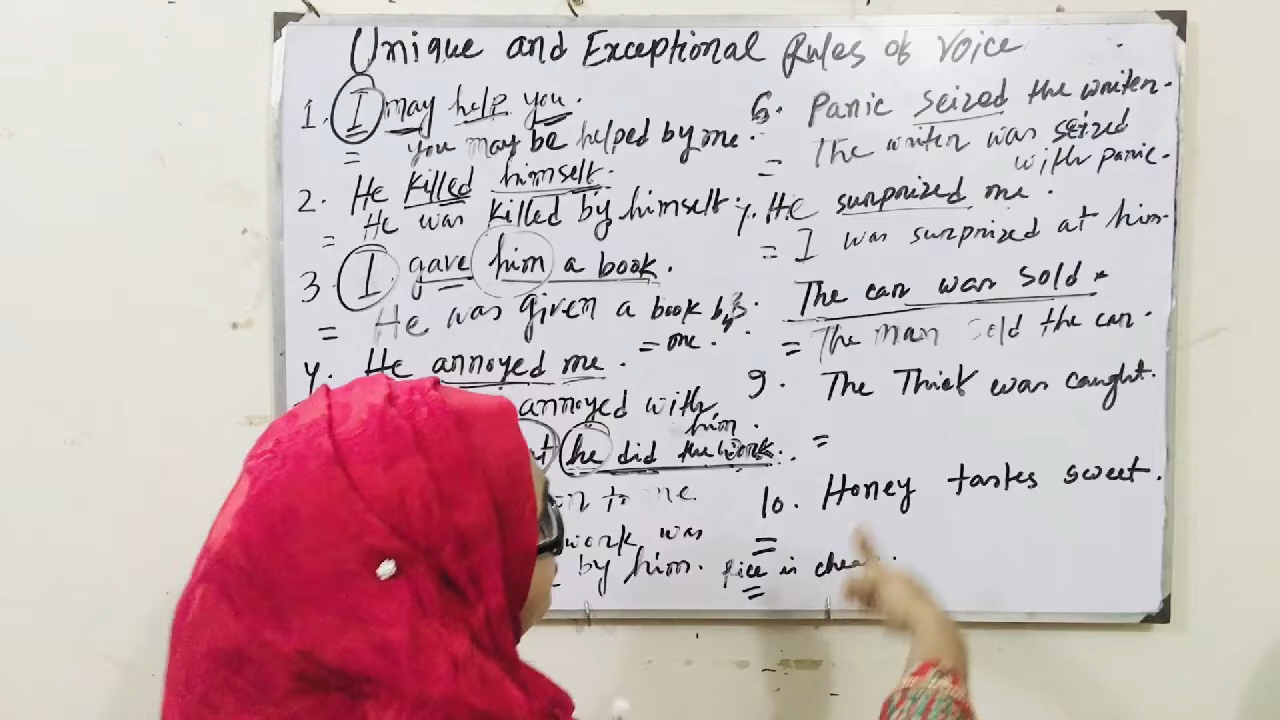 Unique and Exceptional Rules of Voice
1. I may help you.
= you may be helped by me.
2. He killed himself.
= He was killed by himself.
3. I gave him a book.
= He was given a book by
= me.
4. He annoyed me.
annoyed with
him.
he did the work.
to me.
work was
by him.
6. Panic seized the writer.
= The writer was seized
with panic.
7. He surprized me.
= I was surprized at him.
8. The car was sold.
= The man sold the car.
9. The Thief was caught.
=
10. Honey tastes sweet.
=
Rice is
=